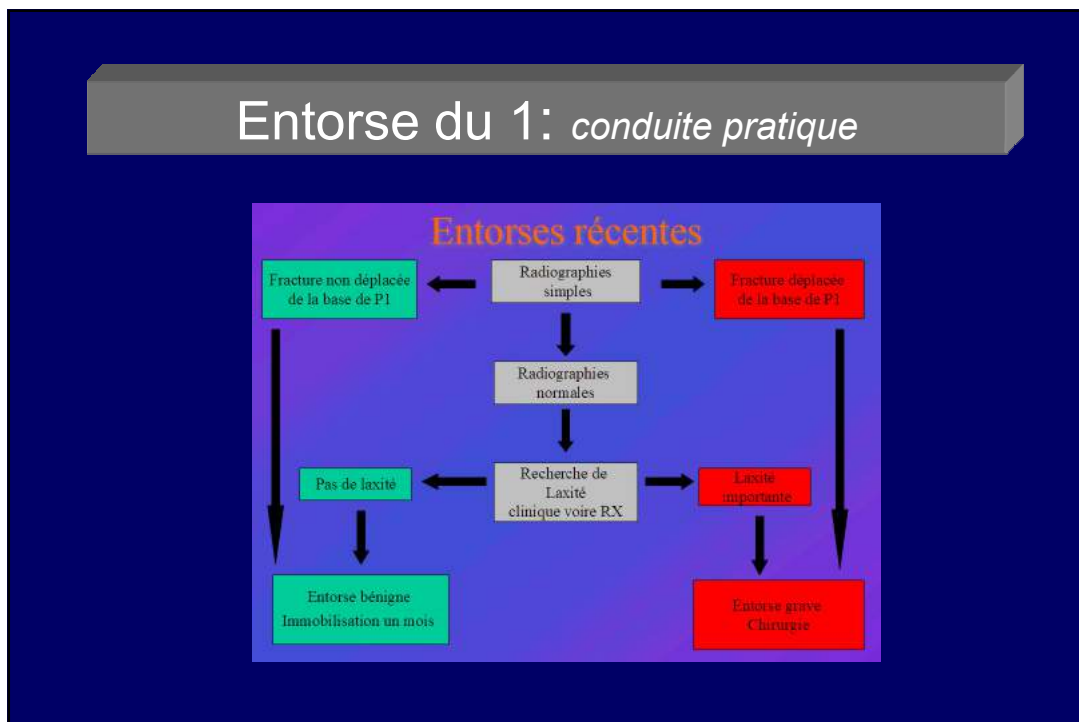 Entorse du 1: conduite pratique
Entorses récentes
Fracture non déplacée
de la base de P1
Radiographies
simples
Fracture déplacée
de la base de P1
Radiographies
normales
Pas de laxité
Recherche de
Laxité
clinique voire RX
Laxité
importante
Entorse bénigne
Immobilisation un mois
Entorse grave
Chirurgie